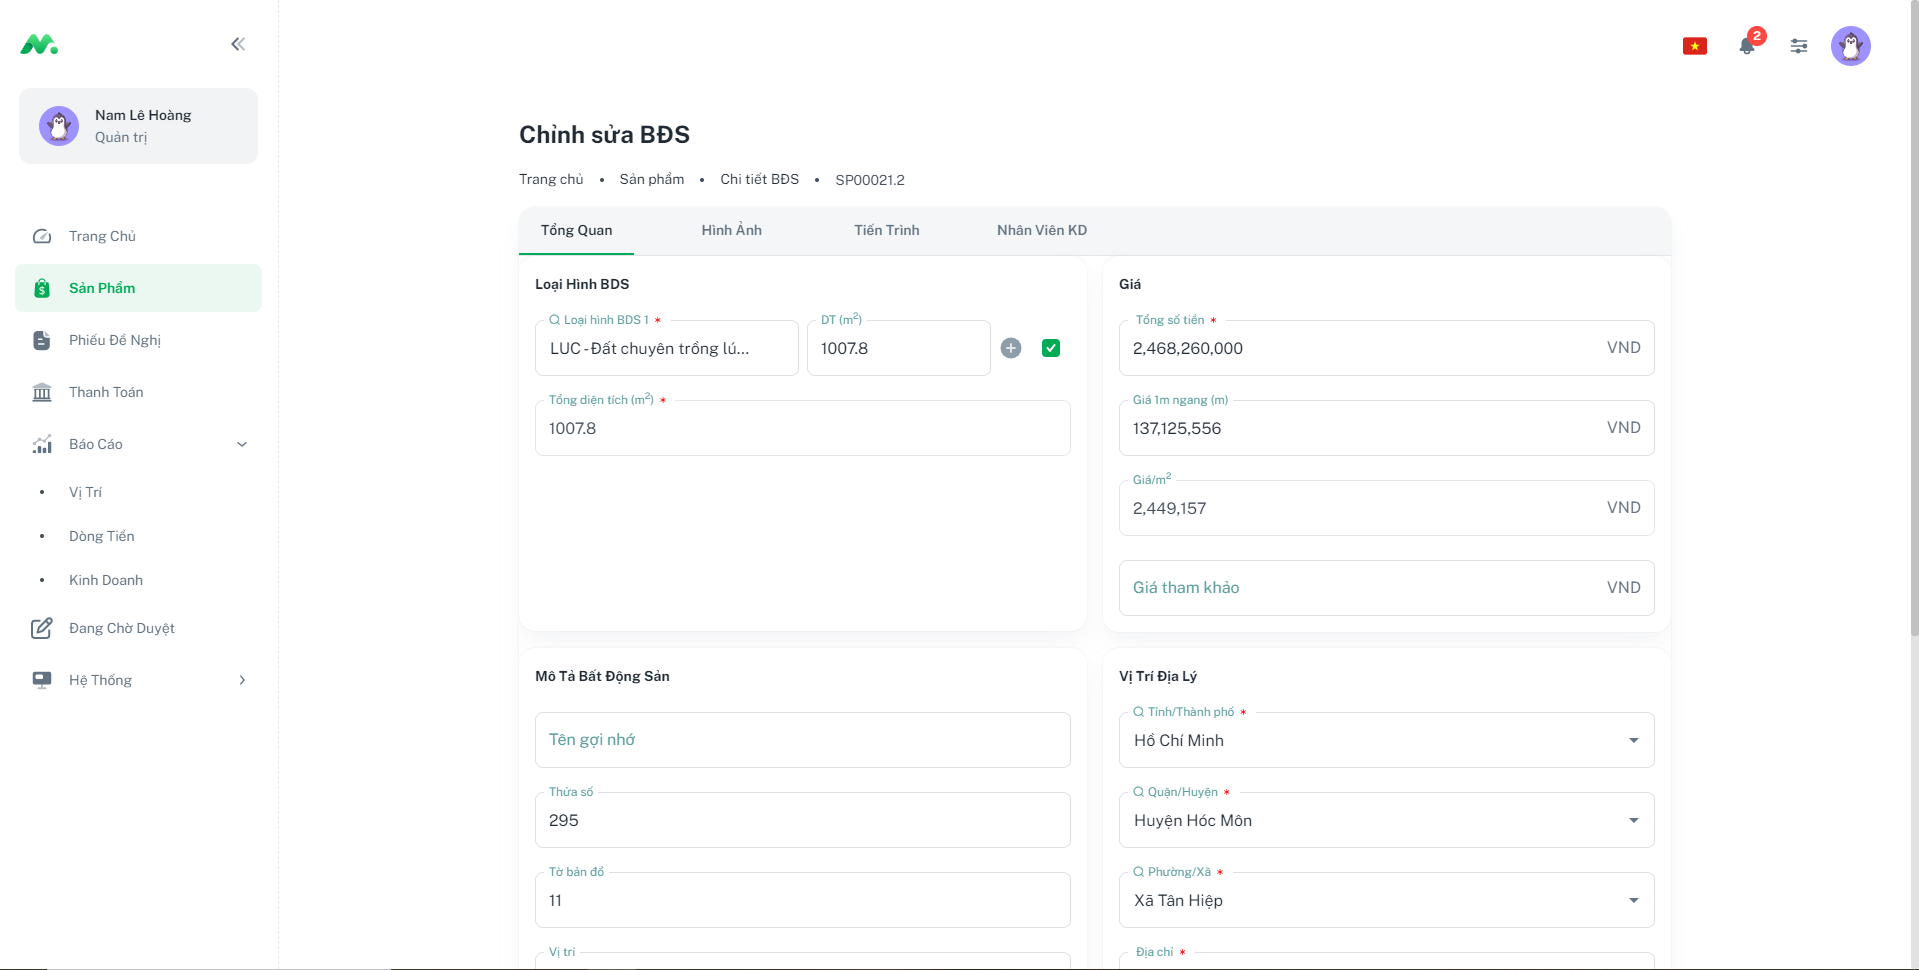 2
Nam Lê Hoàng
Quản trị
Trang Chủ
Sản Phẩm
Phiếu Đề Nghị
Thanh Toán
Báo Cáo
Vị Trí
Dòng Tiền
Kinh Doanh
Đang Chờ Duyệt
Hệ Thống
Chỉnh sửa BĐS
Trang chủ • Sản phẩm • Chi tiết BĐS • SP00021.2
Tổng Quan Hình Ảnh Tiến Trình Nhân Viên KD
Loại Hình BDS
Loại hình BDS 1 *
LUC - Đất chuyên trồng lú...
DT (m²)
1007.8
Tổng diện tích (m²) *
1007.8
Giá
Tổng số tiền *
2,468,260,000 VND
Giá 1m ngang (m)
137,125,556 VND
Giá/m²
2,449,157 VND
Giá tham khảo VND
Mô Tả Bất Động Sản
Tên gợi nhớ
Thửa số
295
Tờ bản đồ
11
Vị trí
Vị Trí Địa Lý
Tỉnh/Thành phố *
Hồ Chí Minh
Quận/Huyện *
Huyện Hóc Môn
Phường/Xã *
Xã Tân Hiệp
Địa chỉ *